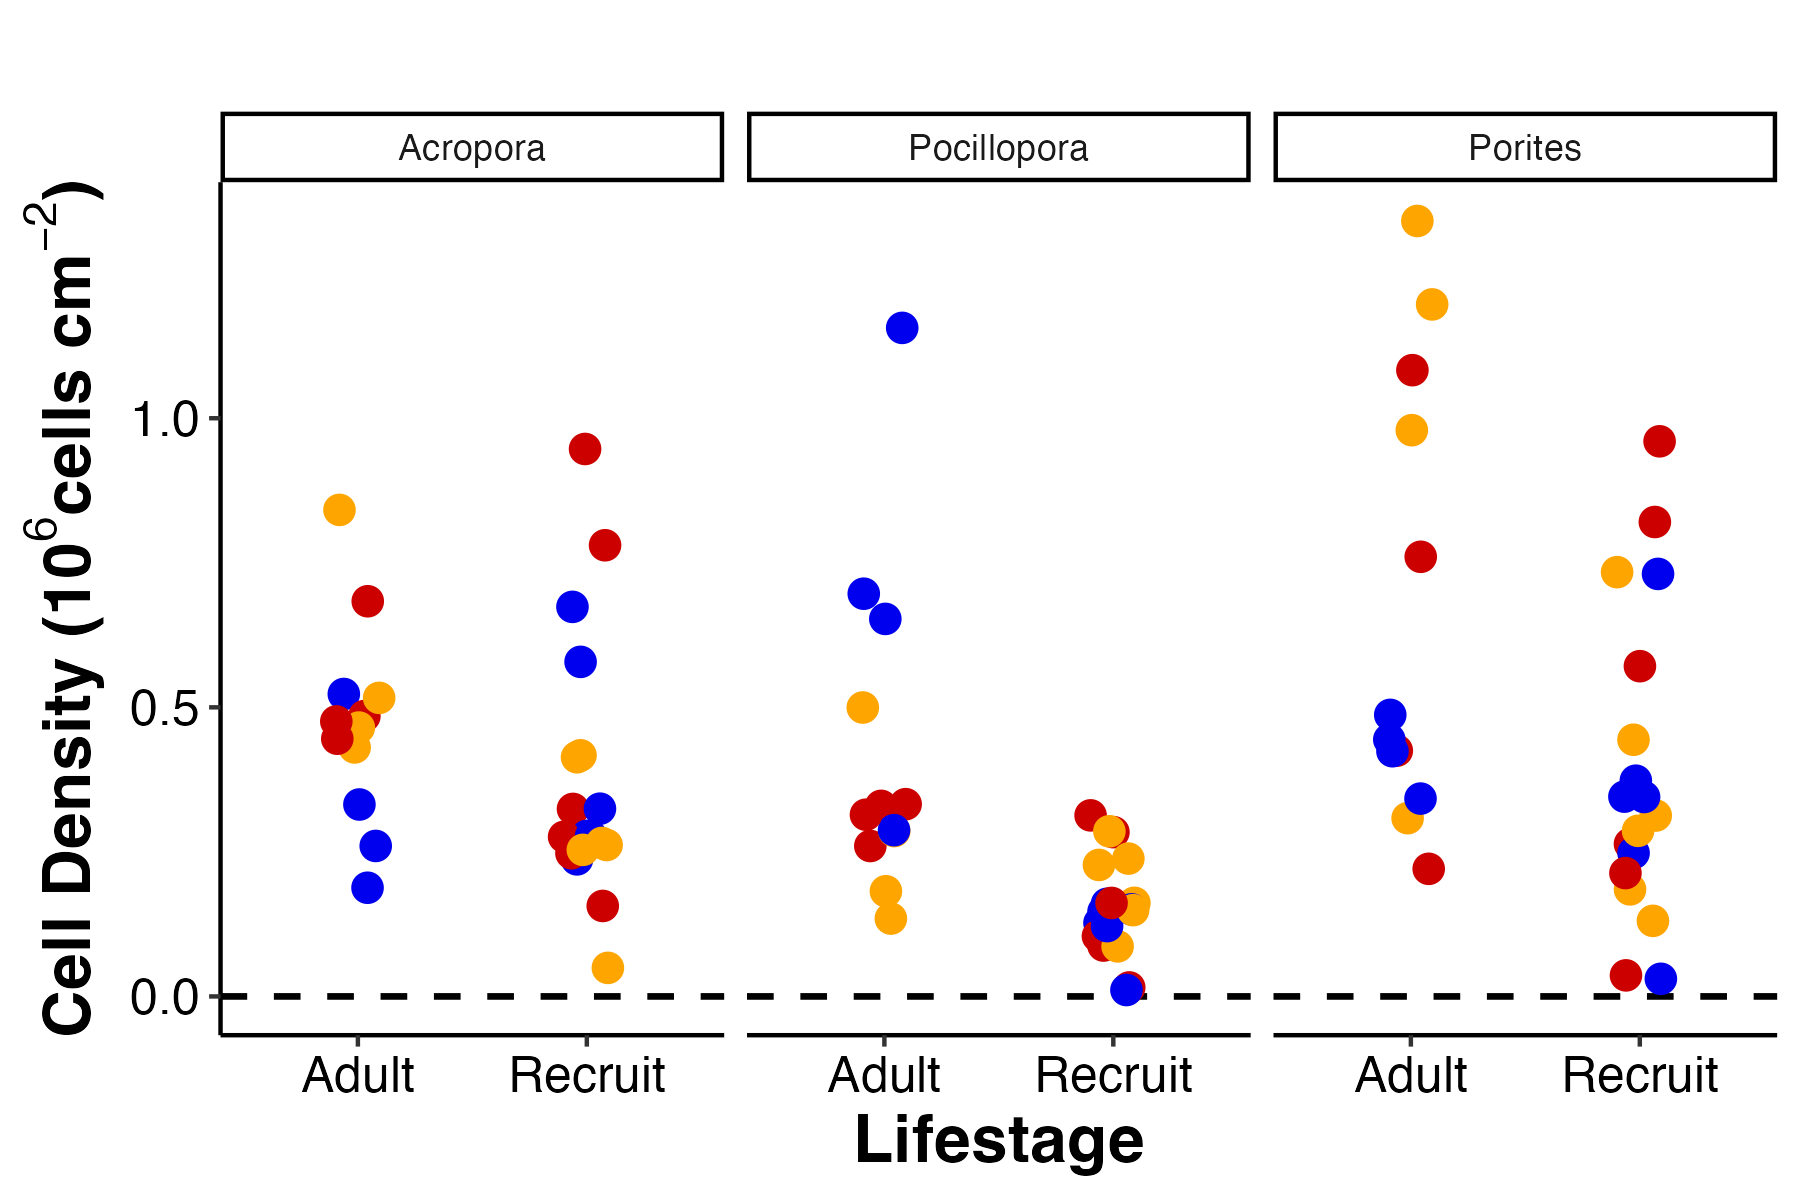 Acropora
Pocillopora
Porites
Cell Density (10⁶cells cm⁻²)
1.0
0.5
0.0
Adult
Recruit
Adult
Recruit
Adult
Recruit
Lifestage